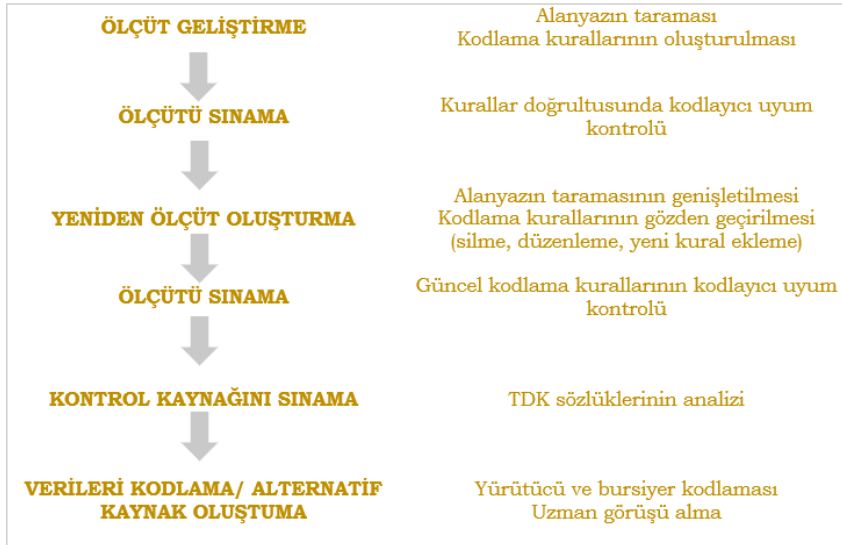 ÖLÇÜT GELİŞTİRME
Alanyazın taraması
Kodlama kurallarının oluşturulması
ÖLÇÜTÜ SINAMA
Kurallar doğrultusunda kodlayıcı uyum
kontrolü
YENİDEN ÖLÇÜT OLUŞTURMA
Alanyazın taramasının genişletilmesi
Kodlama kurallarının gözden geçirilmesi
(silme, düzenleme, yeni kural ekleme)
ÖLÇÜTÜ SINAMA
Güncel kodlama kurallarının kodlayıcı uyum
kontrolü
KONTROL KAYNAĞINI SINAMA
TDK sözlüklerinin analizi
VERİLERİ KODLAMA/ ALTERNATİF
KAYNAK OLUŞTUMA
Yürütücü ve bursiyer kodlaması
Uzman görüşü alma